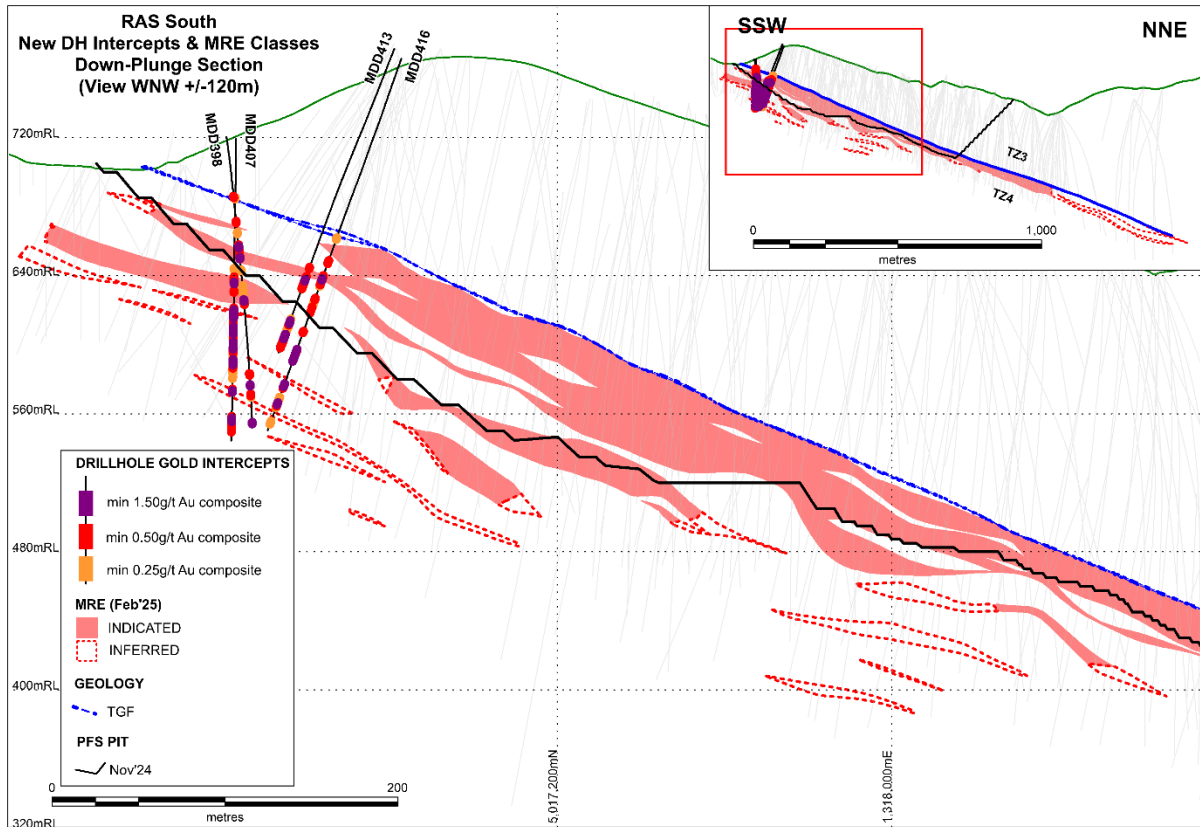 RAS South
New DH Intercepts & MRE Classes
Down-Plunge Section
(View WNW +/-120m)
MDD413
MDD416
MDD398
MDD407
SSW
NNE
TZ3
TZ4
0
1,000
metres
720mRL
640mRL
560mRL
480mRL
400mRL
320mRL
DRILLHOLE GOLD INTERCEPTS
min 1.50g/t Au composite
min 0.50g/t Au composite
min 0.25g/t Au composite
MRE (Feb'25)
INDICATED
INFERRED
GEOLOGY
TGF
PFS PIT
Nov'24
0
200
metres
5,017,200mN
1,318,000mE